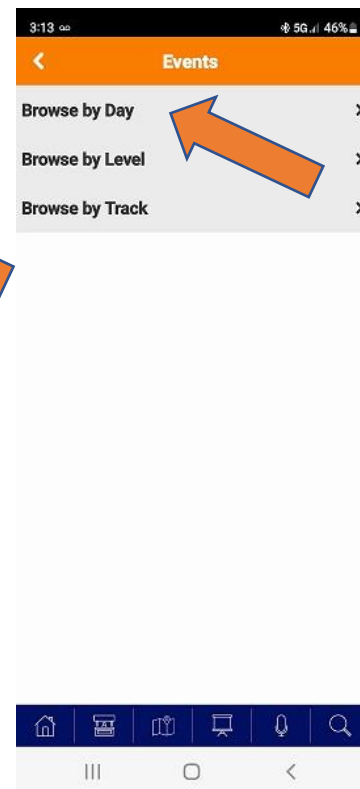 3:13 5G 46%
Events
Browse by Day
Browse by Level
Browse by Track